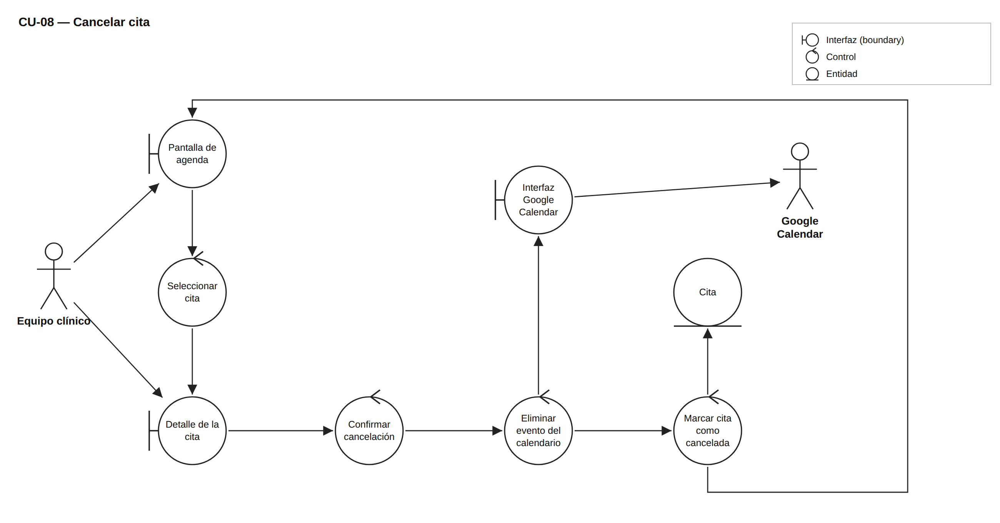 CU-08 — Cancelar cita
Interfaz (boundary)
Control
Entidad
Pantalla de
agenda
Interfaz
Google
Calendar
Google
Calendar
Seleccionar
cita
Cita
Equipo clínico
Detalle de la
cita
Confirmar
cancelación
Eliminar
evento del
calendario
Marcar cita
como
cancelada